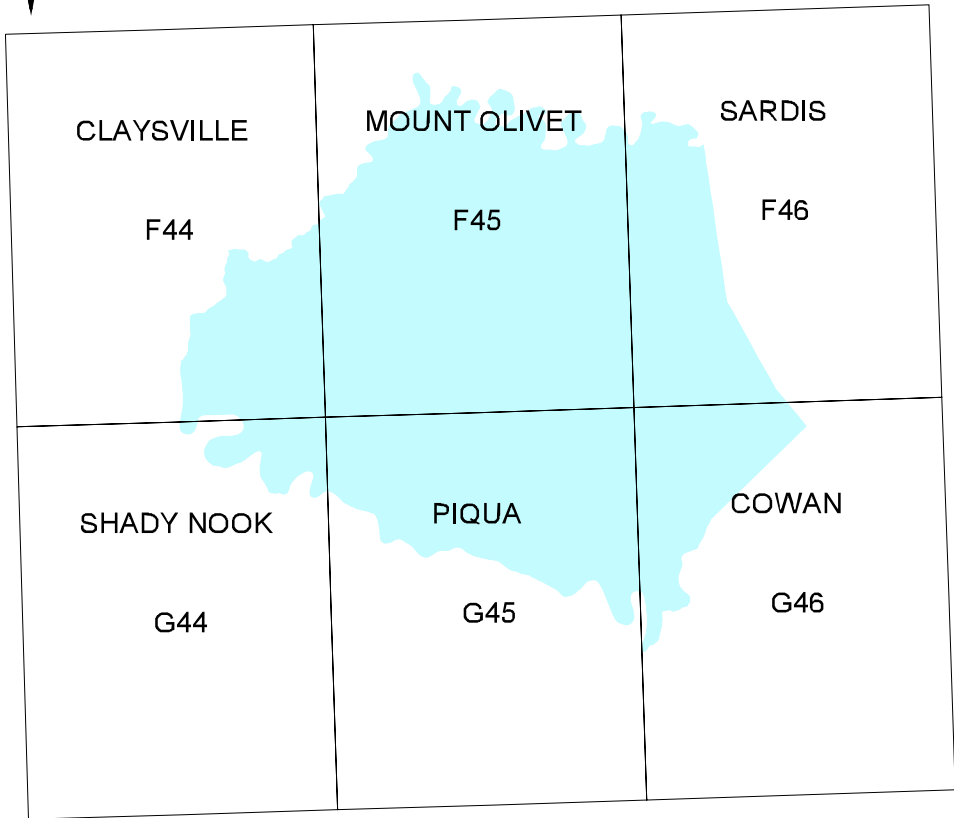 CLAYSVILLE
MOUNT OLIVET
SARDIS
F44
F45
F46
SHADY NOOK
PIQUA
COWAN
G44
G45
G46